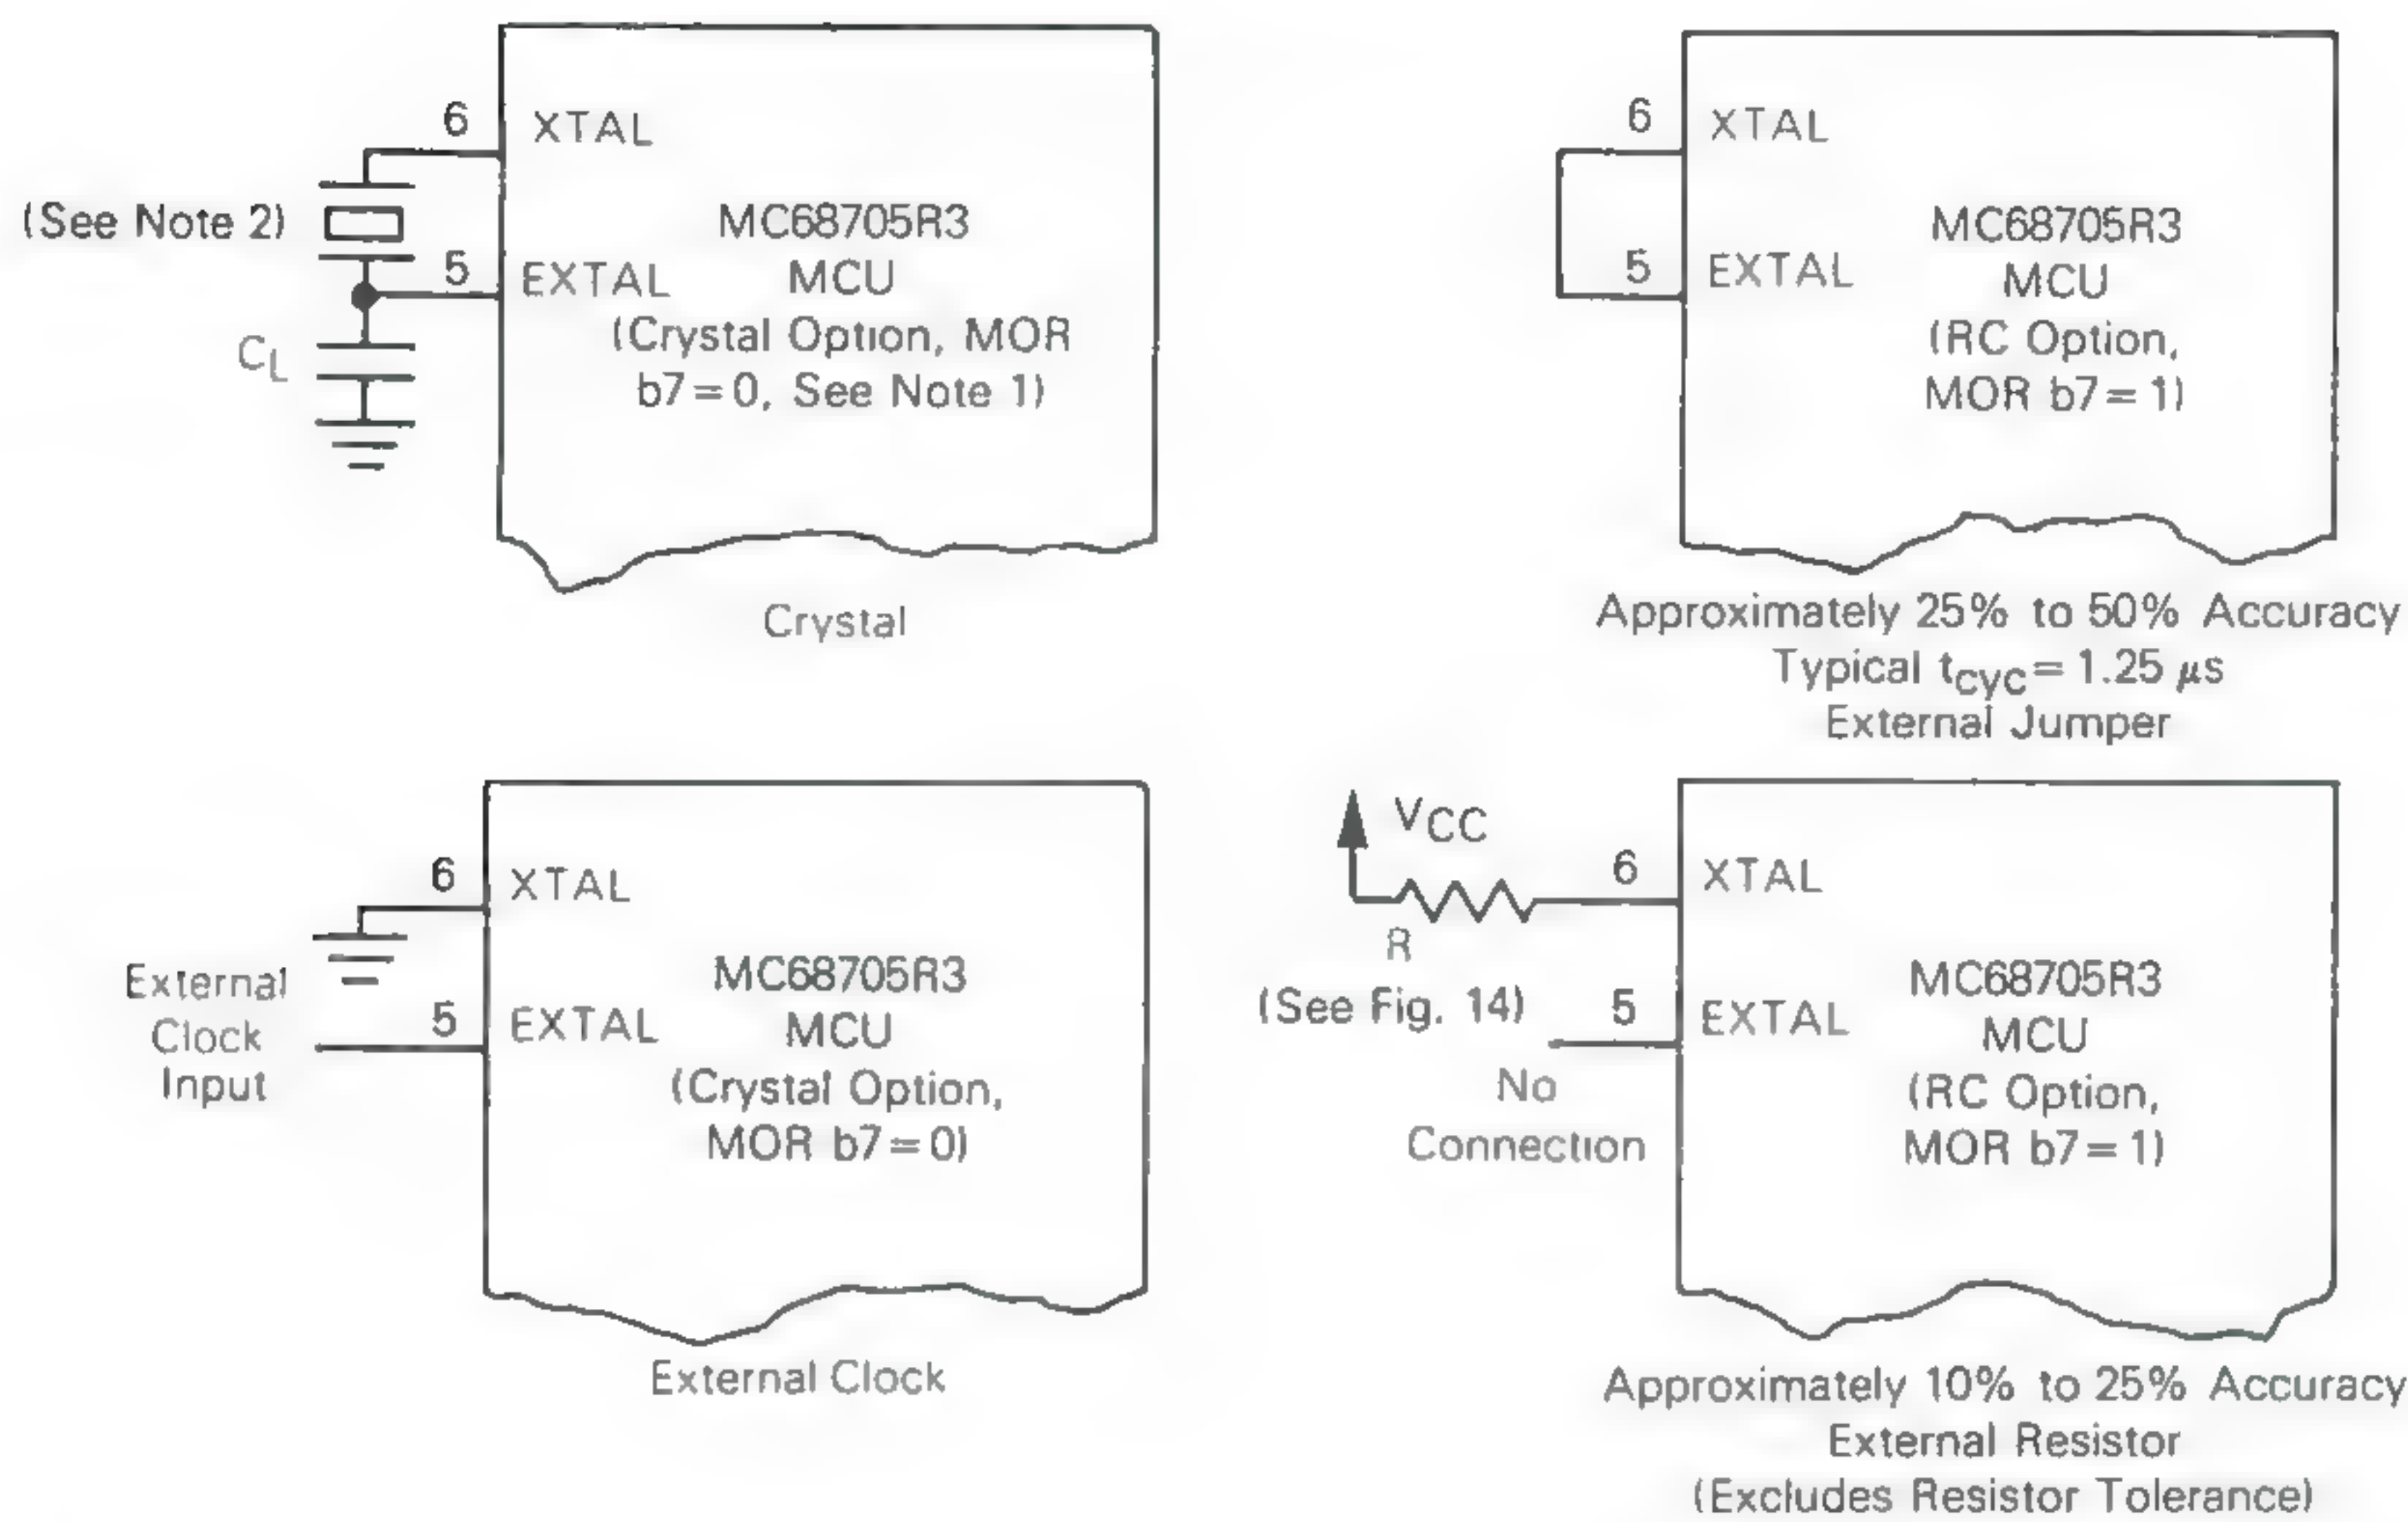 6 XTAL
(See Note 2)
5 EXTAL
CL
MC68705R3
MCU
(Crystal Option, MOR
b7=0, See Note 1)
Crystal
6 XTAL
5 EXTAL
MC68705R3
MCU
(RC Option,
MOR b7=1)
Approximately 25% to 50% Accuracy
Typical tcyc=1.25 μs
External Jumper
6 XTAL
External
Clock
Input
5 EXTAL
MC68705R3
MCU
(Crystal Option,
MOR b7=0)
External Clock
VCC
6 XTAL
R
(See Fig. 14)
5 EXTAL
No
Connection
MC68705R3
MCU
(RC Option,
MOR b7=1)
Approximately 10% to 25% Accuracy
External Resistor
(Excludes Resistor Tolerance)